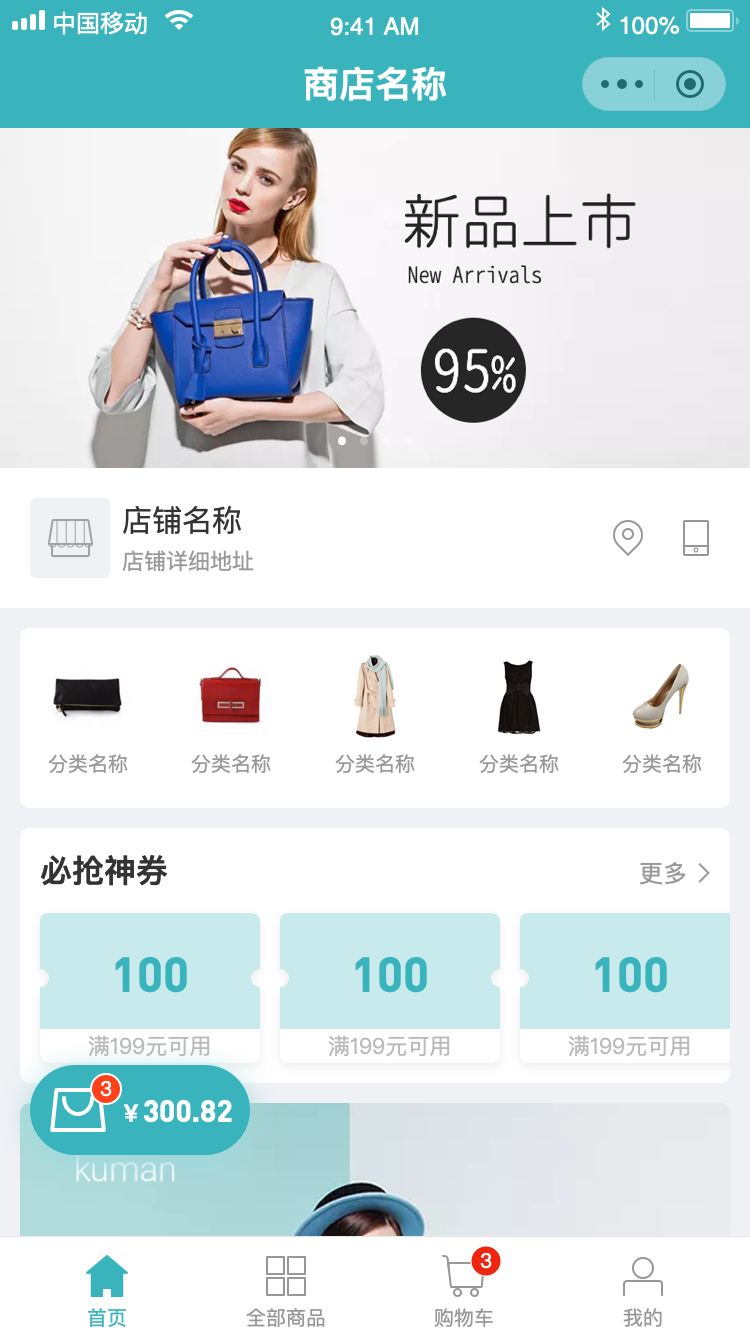 中国移动
9:41 AM
100%
商店名称
新品上市
New Arrivals
95%
店铺名称
店铺详细地址
分类名称 分类名称 分类名称 分类名称 分类名称
必抢神券
更多
100 100 100
满199元可用 满199元可用 满199元可用
3
¥300.82
kuman
3
首页 全部商品 购物车 我的